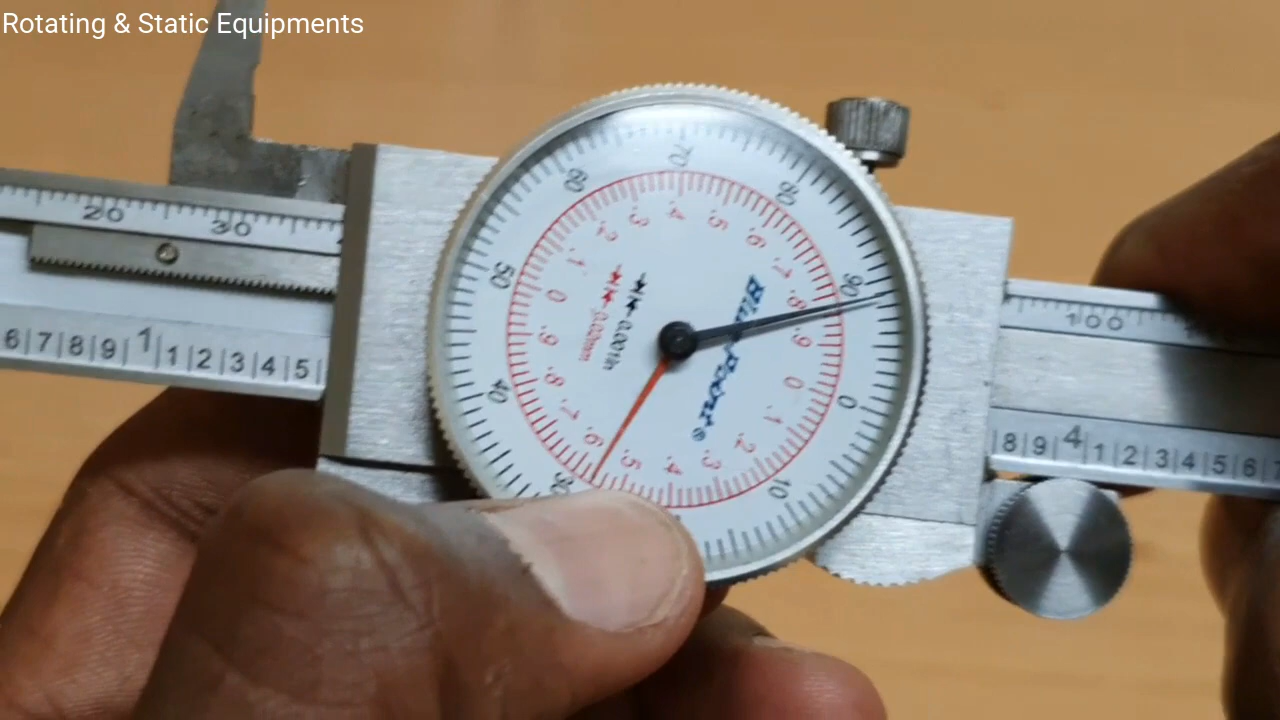 Rotating & Static Equipments
20 30
6 7 8 9 1 1 2 3 4 5
60 70 80 90 0 10 30 40 50
0 .1 .2 .3 .4 .5 .6 .7 .8 .9 0 .1 .2 .3 .4 .5 .6 .7 .8 .9
0.001in
Blue-Point®
100
8 9 4 1 2 3 4 5 6